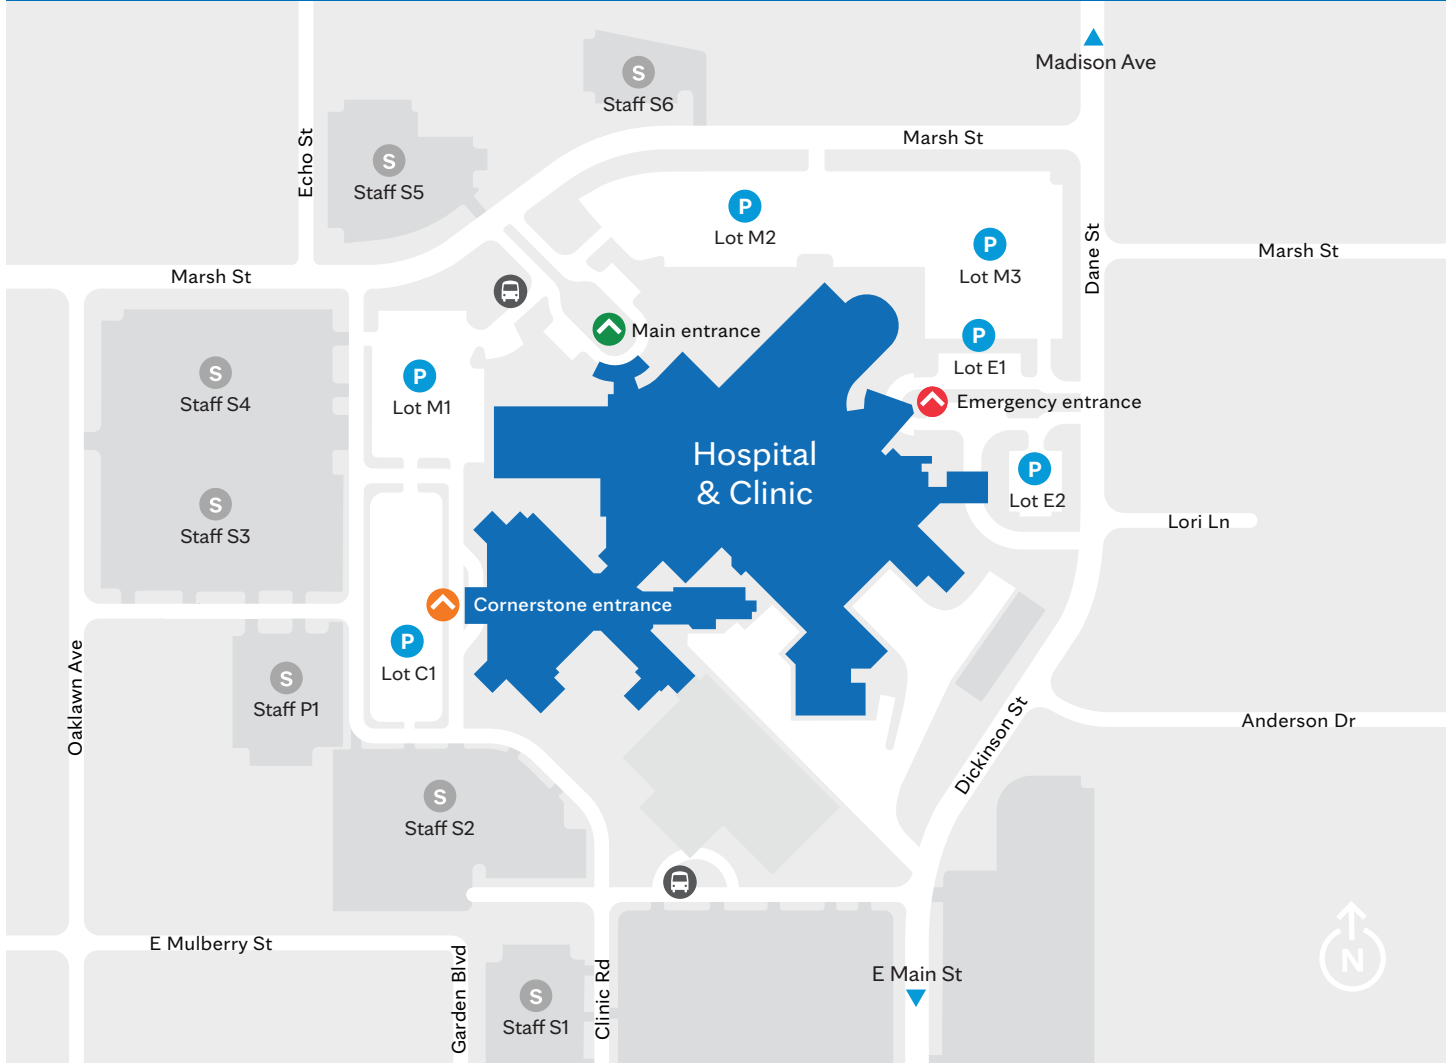 Madison Ave
S
Staff S6
Marsh St
Echo St
S
Staff S5
P
Lot M2
P
Lot M3
Dane St
Marsh St
Marsh St
Main entrance
P
Lot E1
S
Staff S4
P
Lot M1
Emergency entrance
Hospital
& Clinic
P
Lot E2
S
Staff S3
Lori Ln
Cornerstone entrance
P
Lot C1
S
Staff P1
Oaklawn Ave
Anderson Dr
Dickinson St
S
Staff S2
E Mulberry St
Garden Blvd
S
Staff S1
Clinic Rd
E Main St
N